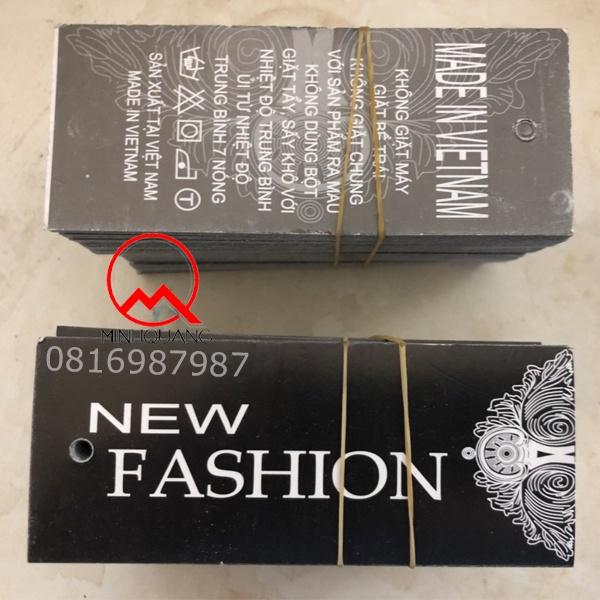 MADE IN VIETNAM
KHÔNG GIẶT MÁY
GIẶT BỀ TRÁI
KHÔNG GIẶT CHUNG
VỚI SẢN PHẨM RA MÀU
KHÔNG DÙNG BỘT
GIẶT TẨY, SẤY KHÔ VỚI
NHIỆT ĐỘ TRUNG BÌNH
ỦI TỪ NHIỆT ĐỘ
TRUNG BÌNH / NÓNG
T
SẢN XUẤT TẠI VIỆT NAM
MADE IN VIETNAM
MINH QUANG
0816987987
NEW
FASHION